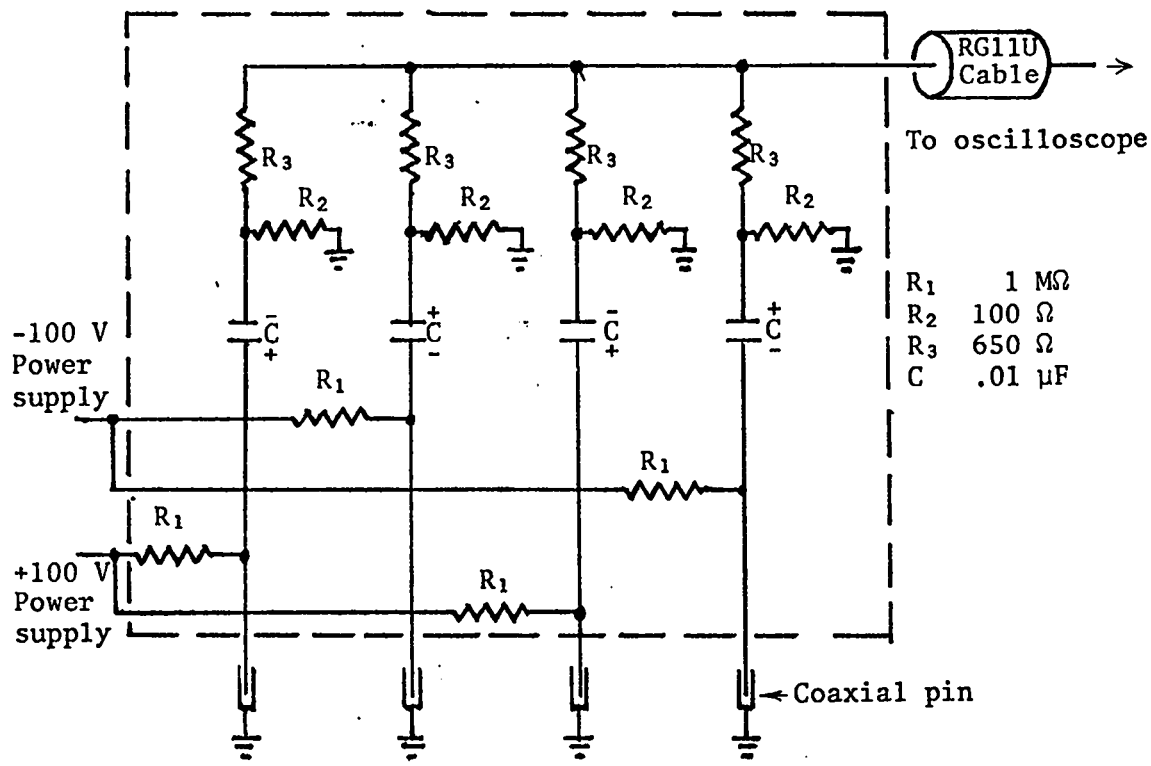 RG11U
Cable
To oscilloscope
R₃
R₃
R₃
R₃
R₂
R₂
R₂
R₂
R₁ 1 MΩ
R₂ 100 Ω
R₃ 650 Ω
C .01 µF
-
C
+
+
C
-
-
C
+
+
C
-
-100 V
Power
supply
R₁
R₁
R₁
+100 V
Power
supply
R₁
Coaxial pin